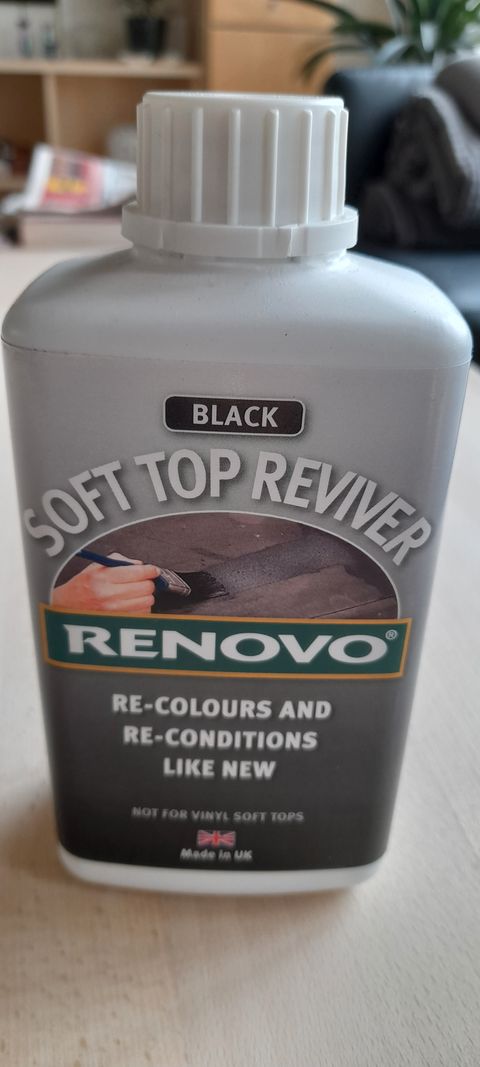 BLACK
SOFT TOP REVIVER
RENOVO®
RE-COLOURS AND
RE-CONDITIONS
LIKE NEW
NOT FOR VINYL SOFT TOPS
Made in UK